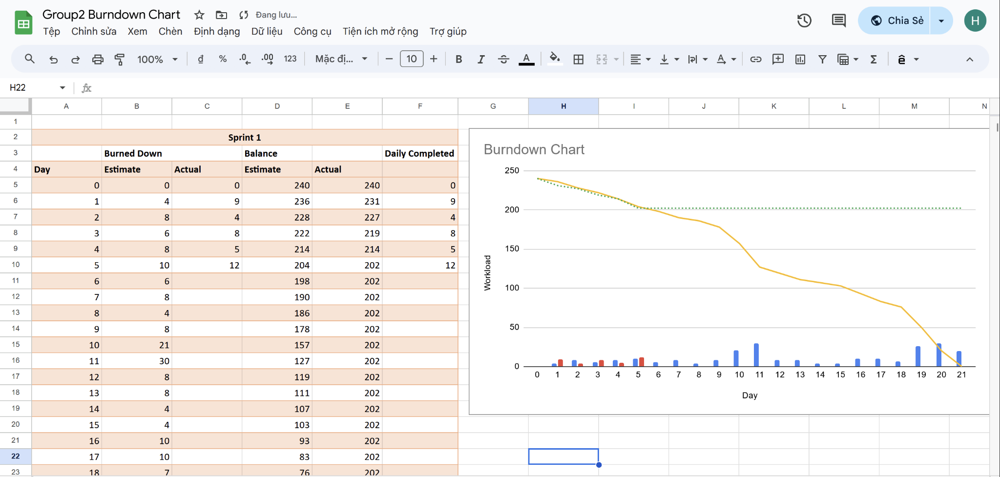 Group2 Burndown Chart Đang lưu...
Tệp Chỉnh sửa Xem Chèn Định dạng Dữ liệu Công cụ Tiện ích mở rộng Trợ giúp
Chia Sẻ
H
100% đ % .0 .00 123 Mặc đị... 10 B I A ê
H22 fx
A B C D E F G H I J K L M N
1
2 Sprint 1
3 Burned Down Balance Daily Completed
4 Day Estimate Actual Estimate Actual
5 0 0 0 240 240 0
6 1 4 9 236 231 9
7 2 8 4 228 227 4
8 3 6 8 222 219 8
9 4 8 5 214 214 5
10 5 10 12 204 202 12
11 6 6 198 202
12 7 8 190 202
13 8 4 186 202
14 9 8 178 202
15 10 21 157 202
16 11 30 127 202
17 12 8 119 202
18 13 8 111 202
19 14 4 107 202
20 15 4 103 202
21 16 10 93 202
22 17 10 83 202
23 18 7 76 202
Burndown Chart
250
200
150
100
50
0
Workload
0 1 2 3 4 5 6 7 8 9 10 11 12 13 14 15 16 17 18 19 20 21
Day